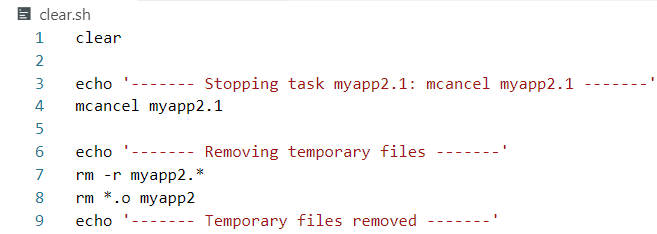 clear.sh
1 clear
2
3 echo '------- Stopping task myapp2.1: mcancel myapp2.1 -------'
4 mcancel myapp2.1
5
6 echo '------- Removing temporary files -------'
7 rm -r myapp2.*
8 rm *.o myapp2
9 echo '------- Temporary files removed -------'